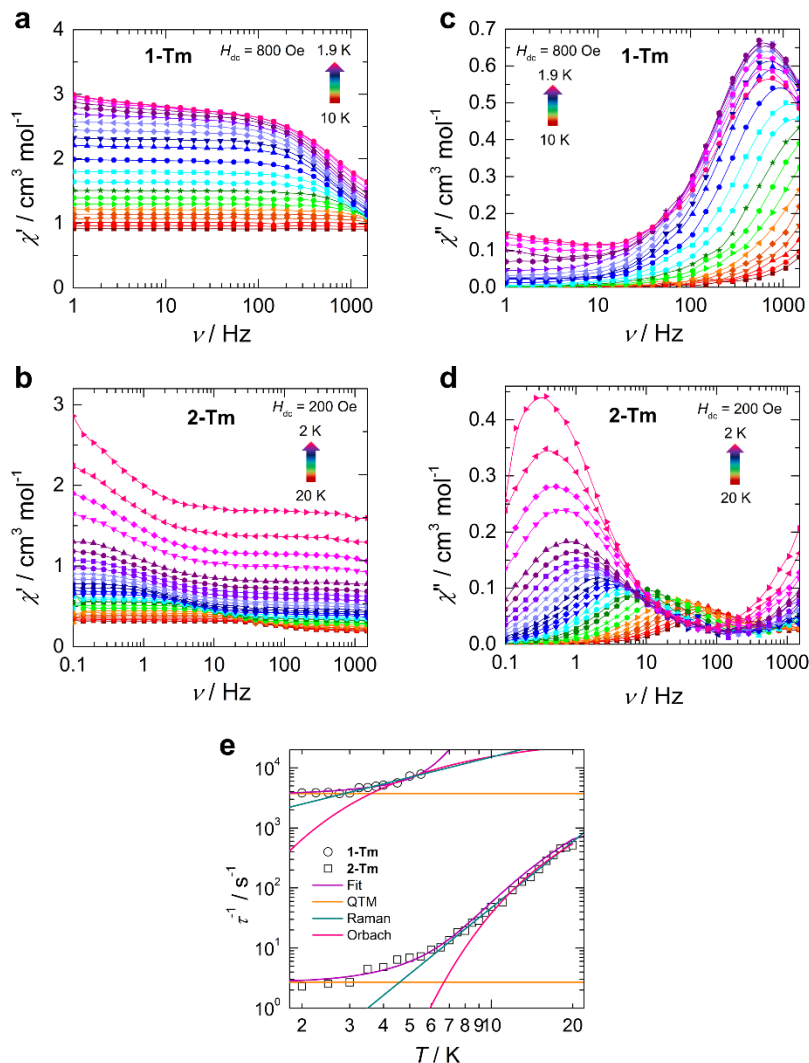 a
1-Tm
H_dc = 800 Oe
1.9 K
10 K
4
3
2
1
0
χ' / cm³ mol⁻¹
1
10
100
1000
ν / Hz
c
H_dc = 800 Oe
1-Tm
1.9 K
10 K
0.7
0.6
0.5
0.4
0.3
0.2
0.1
0.0
χ'' / cm³ mol⁻¹
1
10
100
1000
ν / Hz
b
2-Tm
H_dc = 200 Oe
2 K
20 K
3
2
1
0
χ' / cm³ mol⁻¹
0.1
1
10
100
1000
ν / Hz
d
2-Tm
H_dc = 200 Oe
2 K
20 K
0.4
0.3
0.2
0.1
0.0
χ'' / cm³ mol⁻¹
0.1
1
10
100
1000
ν / Hz
e
10⁴
10³
10²
10¹
10⁰
τ⁻¹ / s⁻¹
1-Tm
2-Tm
Fit
QTM
Raman
Orbach
2
3
4
5
6
7
8
9
10
20
T / K